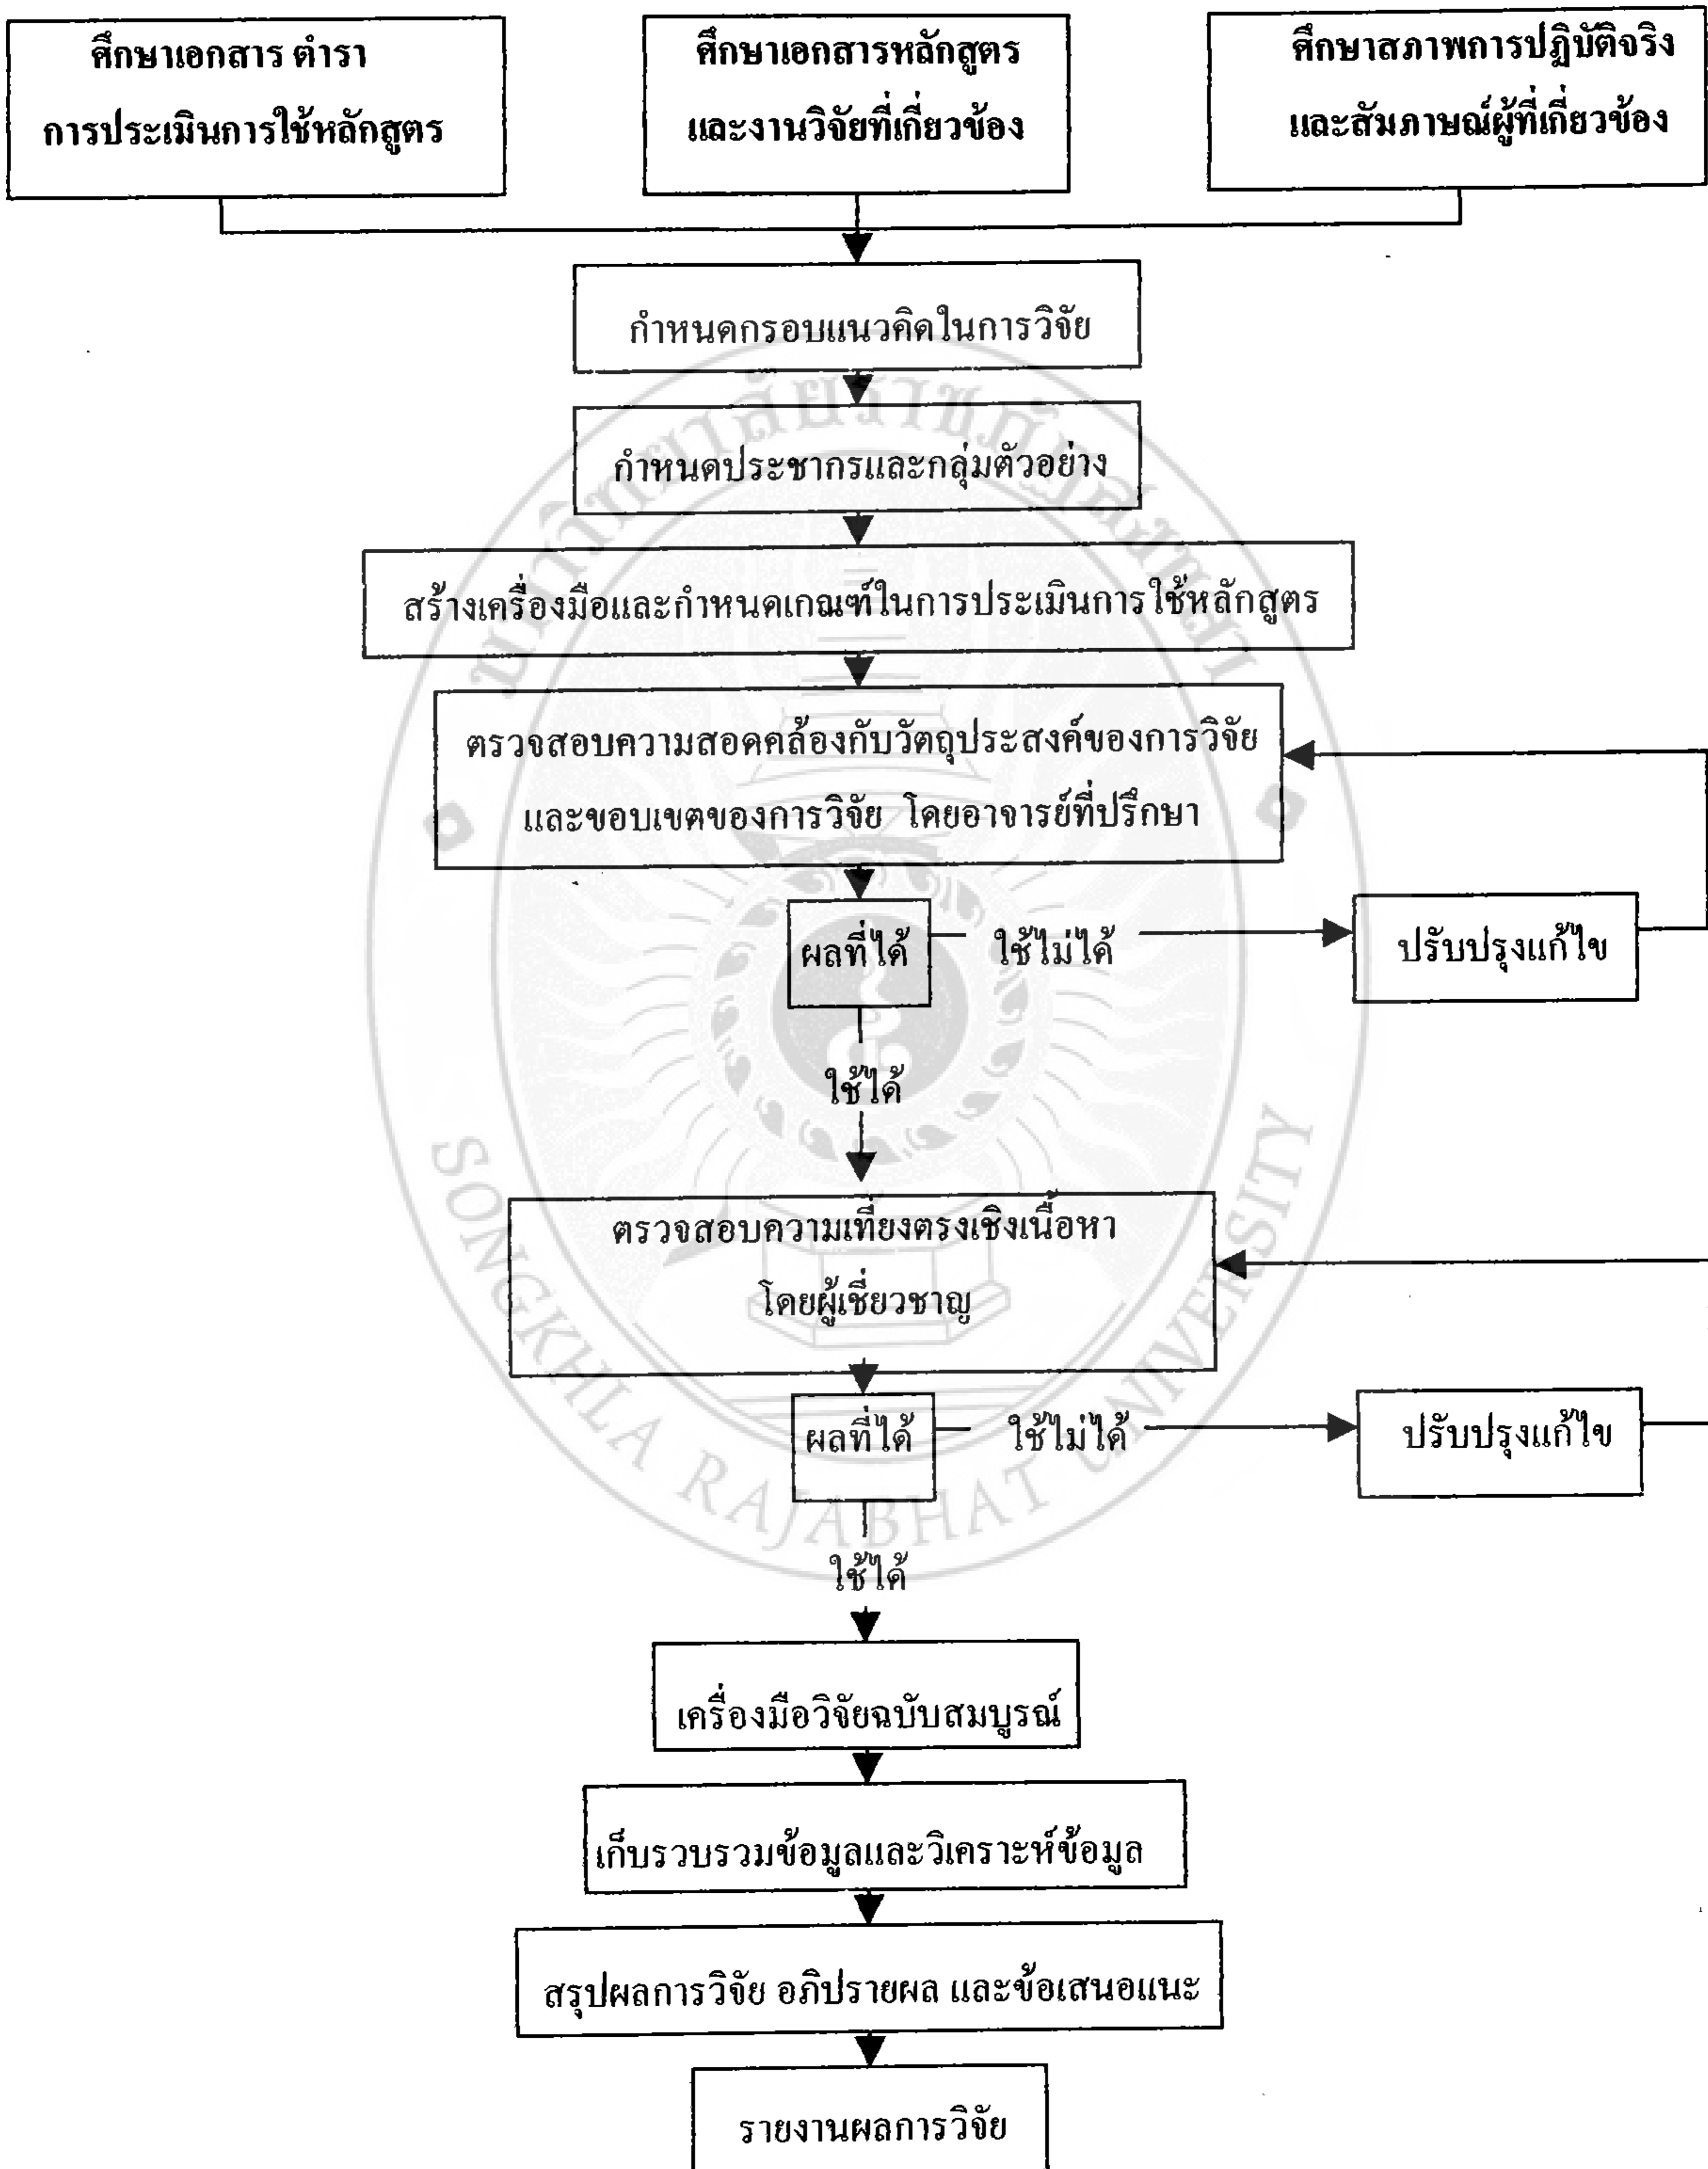 ศึกษาเอกสาร ตำรา
การประเมินการใช้หลักสูตร
ศึกษาเอกสารหลักสูตร
และงานวิจัยที่เกี่ยวข้อง
ศึกษาสภาพการปฏิบัติจริง
และสัมภาษณ์ผู้ที่เกี่ยวข้อง
กำหนดกรอบแนวคิดในการวิจัย
กำหนดประชากรและกลุ่มตัวอย่าง
สร้างเครื่องมือและกำหนดเกณฑ์ในการประเมินการใช้หลักสูตร
ตรวจสอบความสอดคล้องกับวัตถุประสงค์ของการวิจัย
และขอบเขตของการวิจัย โดยอาจารย์ที่ปรึกษา
ผลที่ได้
ใช้ไม่ได้
ปรับปรุงแก้ไข
ใช้ได้
ตรวจสอบความเที่ยงตรงเชิงเนื้อหา
โดยผู้เชี่ยวชาญ
ผลที่ได้
ใช้ไม่ได้
ปรับปรุงแก้ไข
ใช้ได้
เครื่องมือวิจัยฉบับสมบูรณ์
เก็บรวบรวมข้อมูลและวิเคราะห์ข้อมูล
สรุปผลการวิจัย อภิปรายผล และข้อเสนอแนะ
รายงานผลการวิจัย
มหาวิทยาลัยราชภัฏสงขลา
SONGKHLA RAJABHAT UNIVERSITY